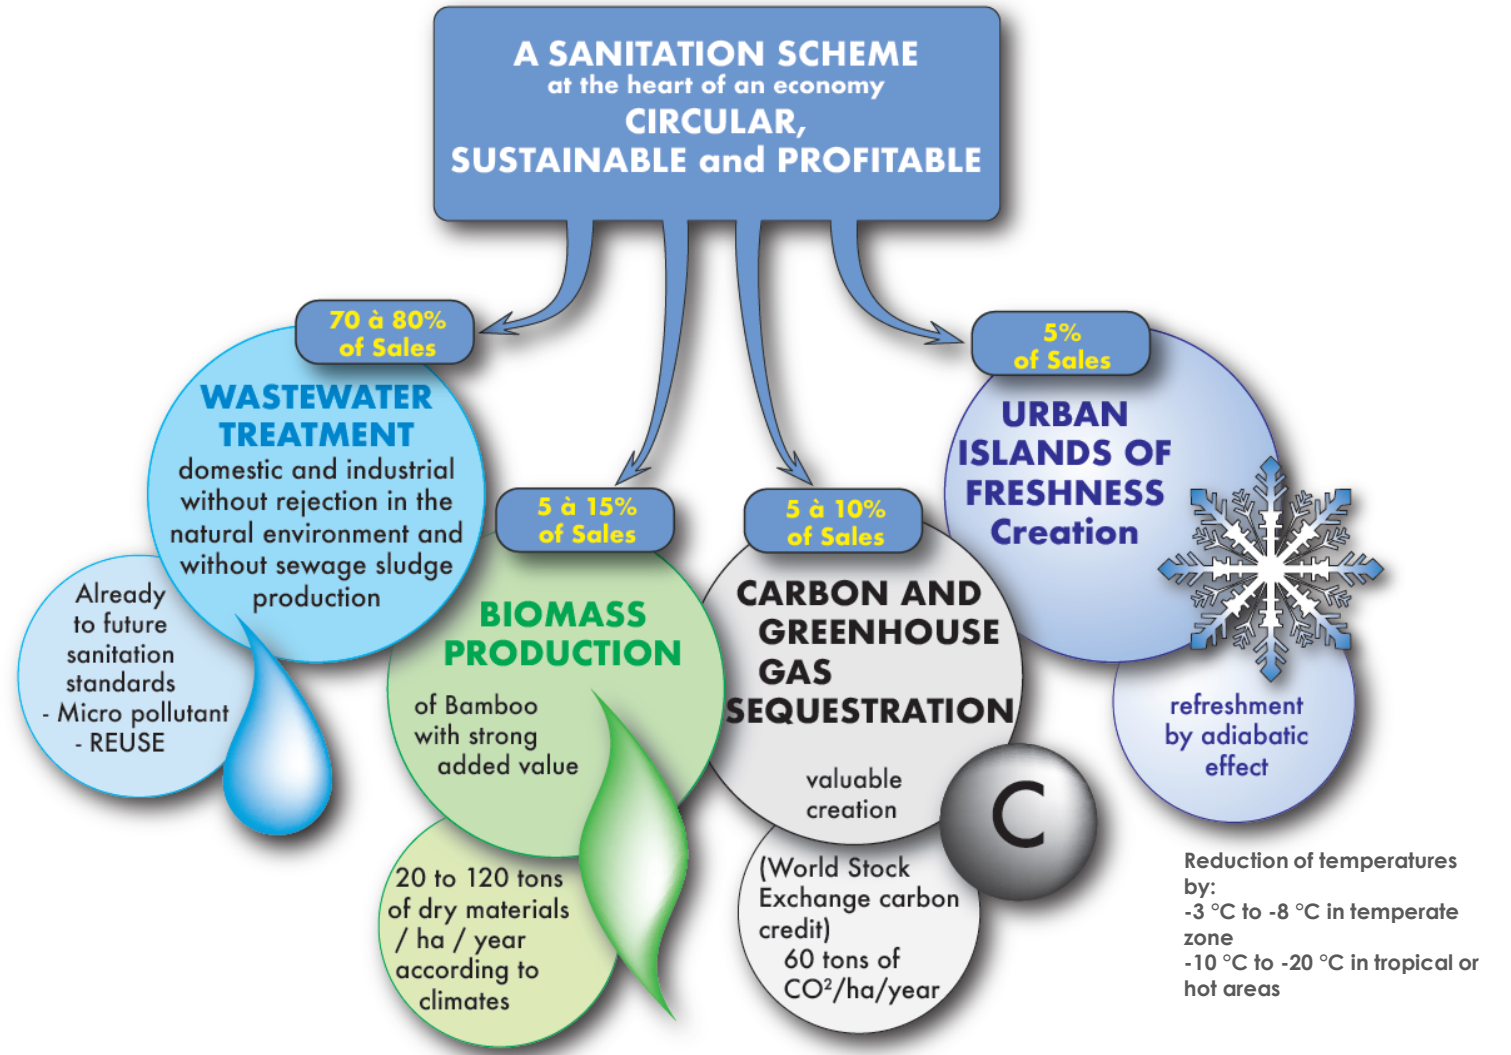 A SANITATION SCHEME
at the heart of an economy
CIRCULAR,
SUSTAINABLE and PROFITABLE
70 à 80%
of Sales
WASTEWATER
TREATMENT
domestic and industrial
without rejection in the
natural environment and
without sewage sludge
production
Already
to future
sanitation
standards
- Micro pollutant
- REUSE
5 à 15%
of Sales
BIOMASS
PRODUCTION
of Bamboo
with strong
added value
20 to 120 tons
of dry materials
/ ha / year
according to
climates
5 à 10%
of Sales
CARBON AND
GREENHOUSE
GAS
SEQUESTRATION
valuable
creation
C
(World Stock
Exchange carbon
credit)
60 tons of
CO²/ha/year
5%
of Sales
URBAN
ISLANDS OF
FRESHNESS
Creation
refreshment
by adiabatic
effect
Reduction of temperatures
by:
-3 °C to -8 °C in temperate
zone
-10 °C to -20 °C in tropical or
hot areas